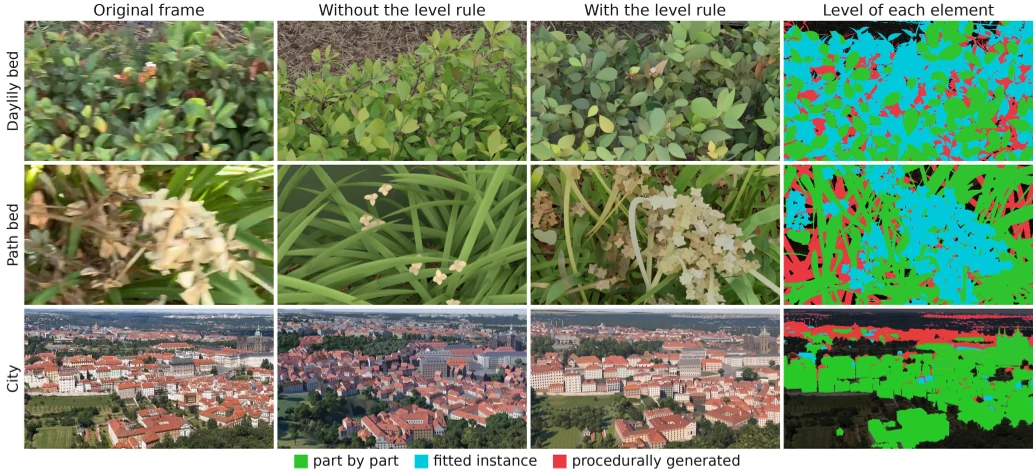 Original frame
Without the level rule
With the level rule
Level of each element
Daylily bed
Path bed
City
part by part
fitted instance
procedurally generated